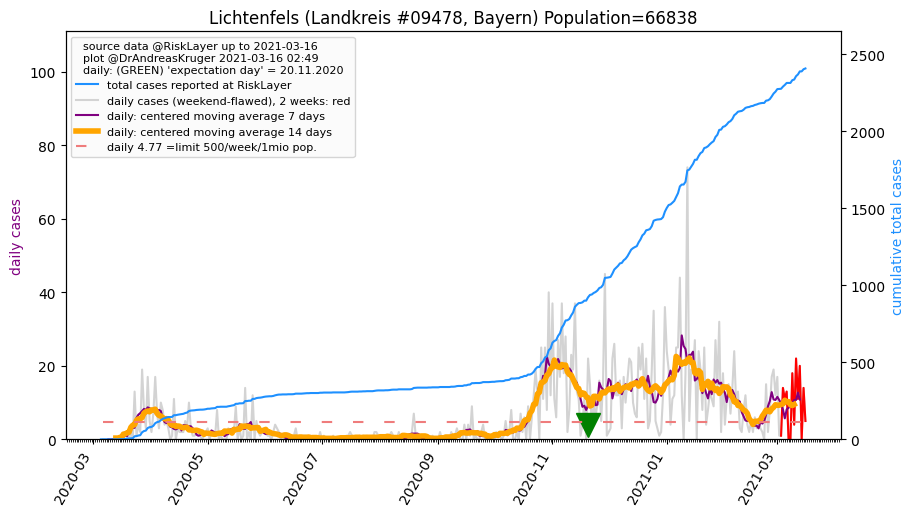 Lichtenfels (Landkreis #09478, Bayern) Population=66838
source data @RiskLayer up to 2021-03-16
plot @DrAndreasKruger 2021-03-16 02:49
daily: (GREEN) 'expectation day' = 20.11.2020
total cases reported at RiskLayer
daily cases (weekend-flawed), 2 weeks: red
daily: centered moving average 7 days
daily: centered moving average 14 days
daily 4.77 =limit 500/week/1mio pop.
daily cases
100
80
60
40
20
0
cumulative total cases
2500
2000
1500
1000
500
0
2020-03
2020-05
2020-07
2020-09
2020-11
2021-01
2021-03